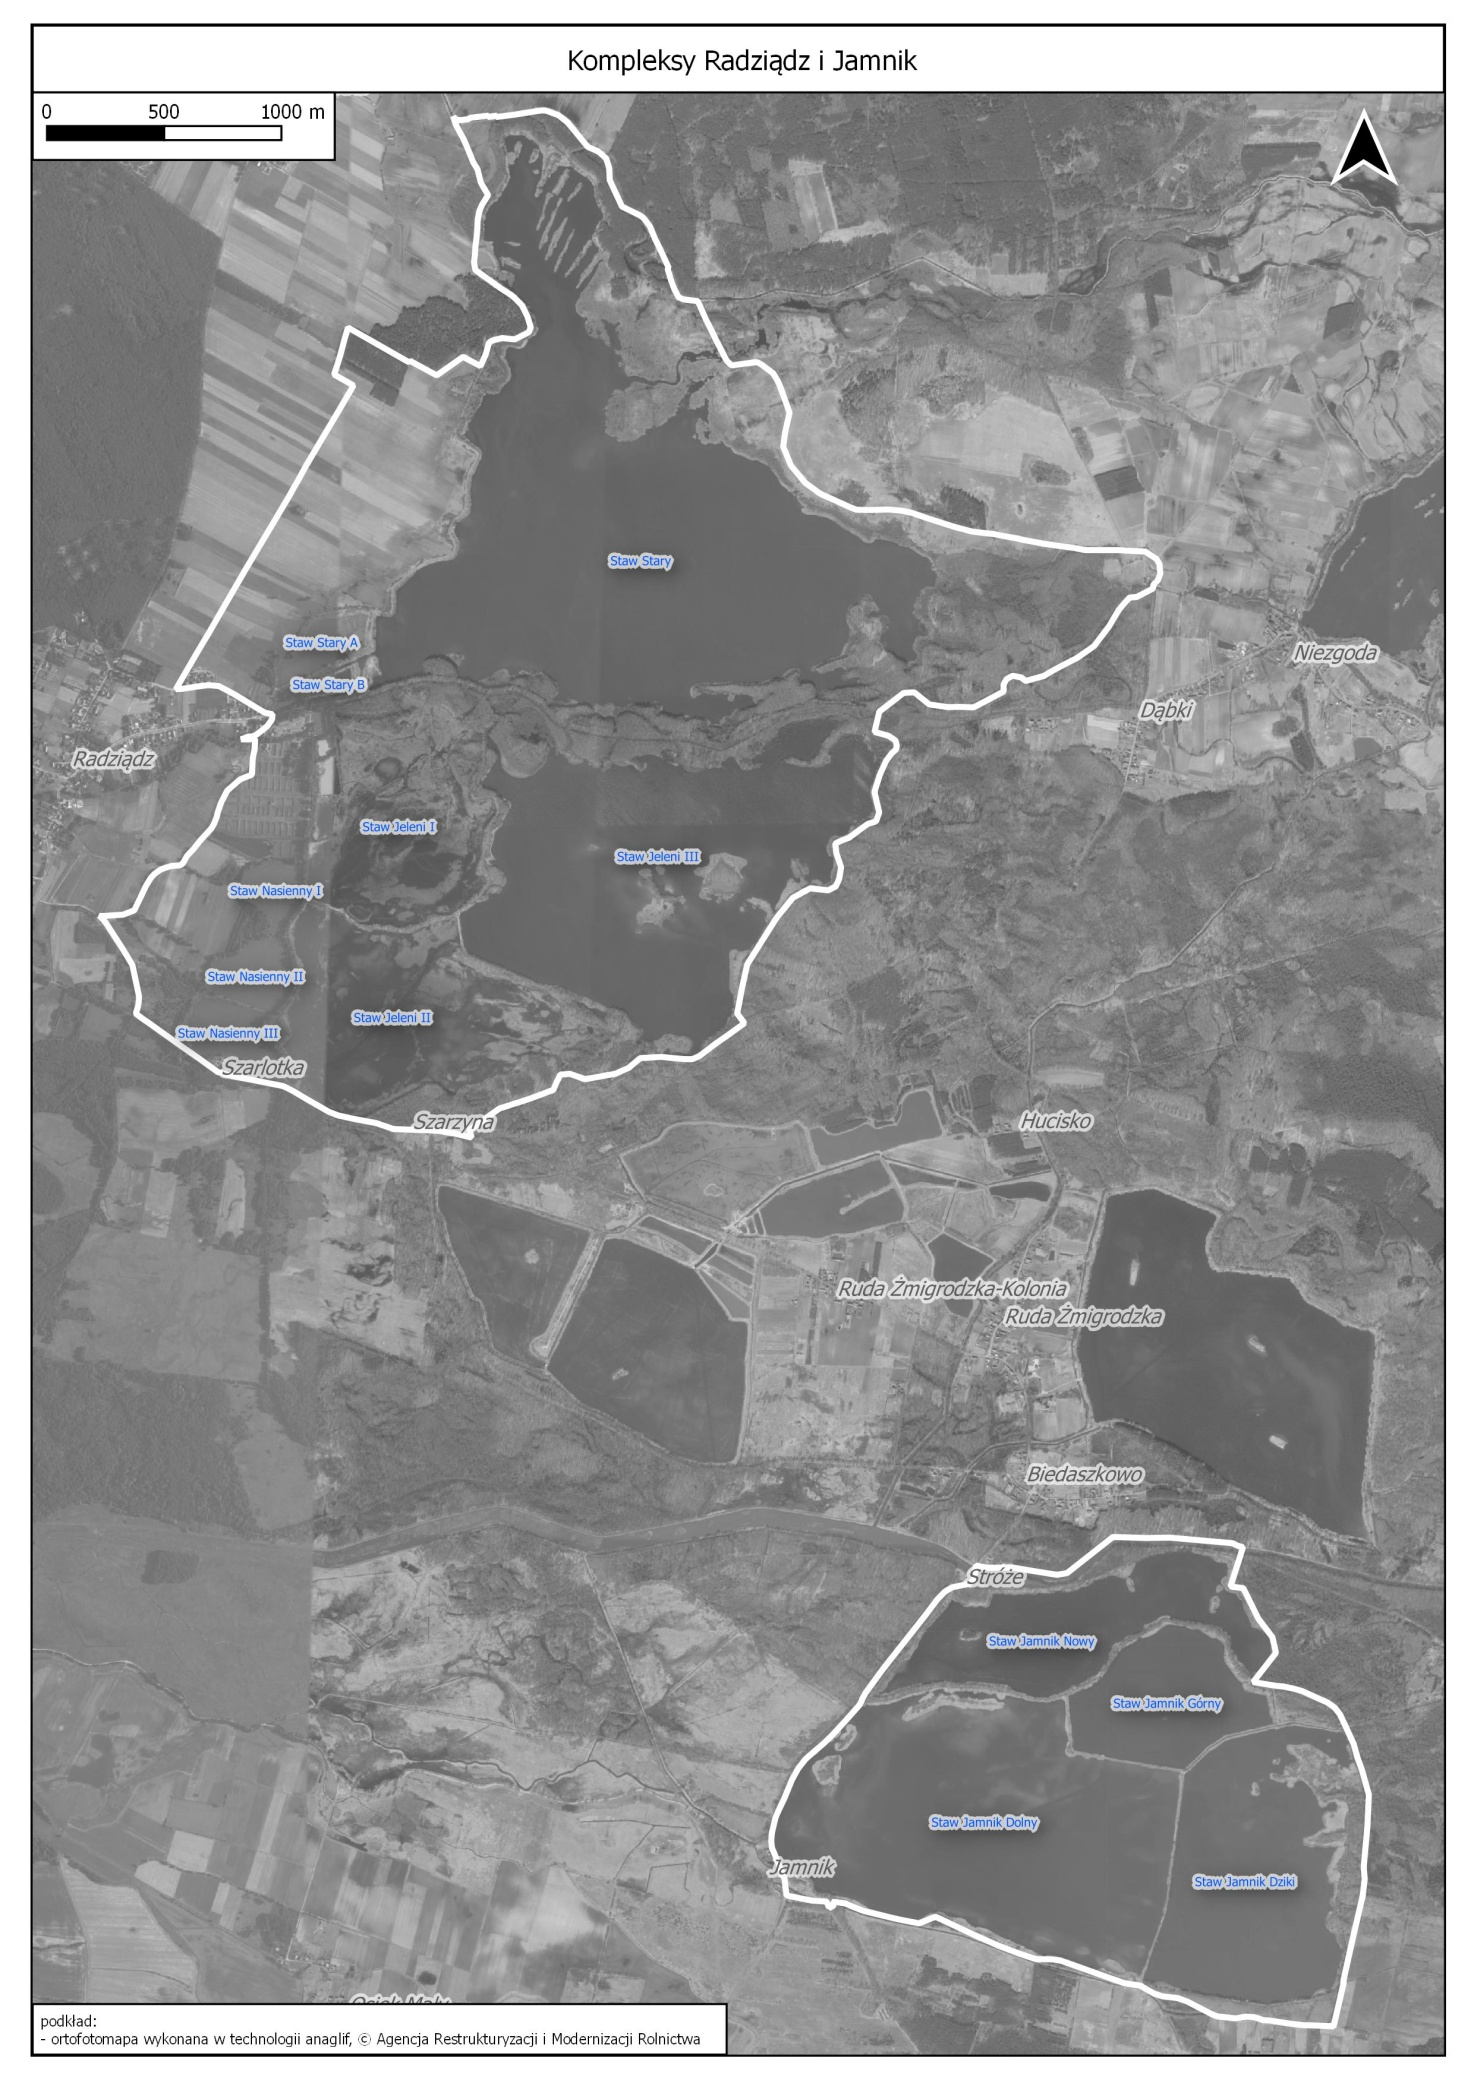 Kompleksy Radziądz i Jamnik
0 500 1000 m
Staw Stary
Staw Stary A
Niezgoda
Staw Stary B
Dąbki
Radziądz
Staw Jeleni I
Staw Jeleni III
Staw Nasienny I
Staw Nasienny II
Staw Jeleni II
Staw Nasienny III
Szarlotka
Szarzyna
Hucisko
Ruda Żmigrodzka-Kolonia
Ruda Żmigrodzka
Biedaszkowo
Stróże
Staw Jamnik Nowy
Staw Jamnik Górny
Staw Jamnik Dolny
Jamnik
Staw Jamnik Dziki
podkład:
- ortofotomapa wykonana w technologii anaglif, © Agencja Restrukturyzacji i Modernizacji Rolnictwa